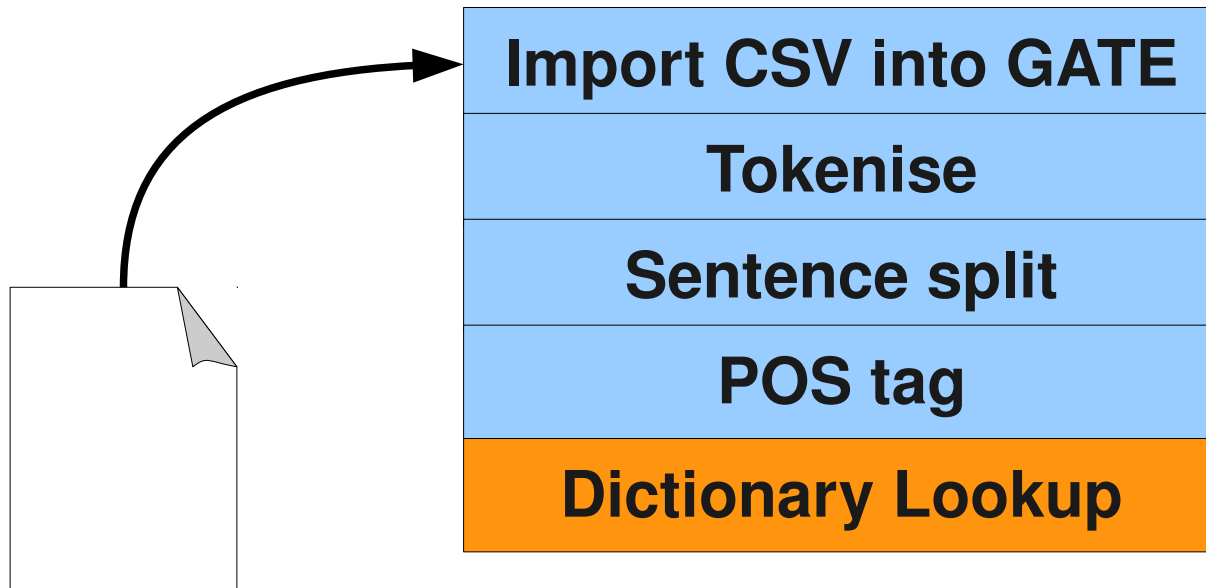 Import CSV into GATE
Tokenise
Sentence split
POS tag
Dictionary Lookup